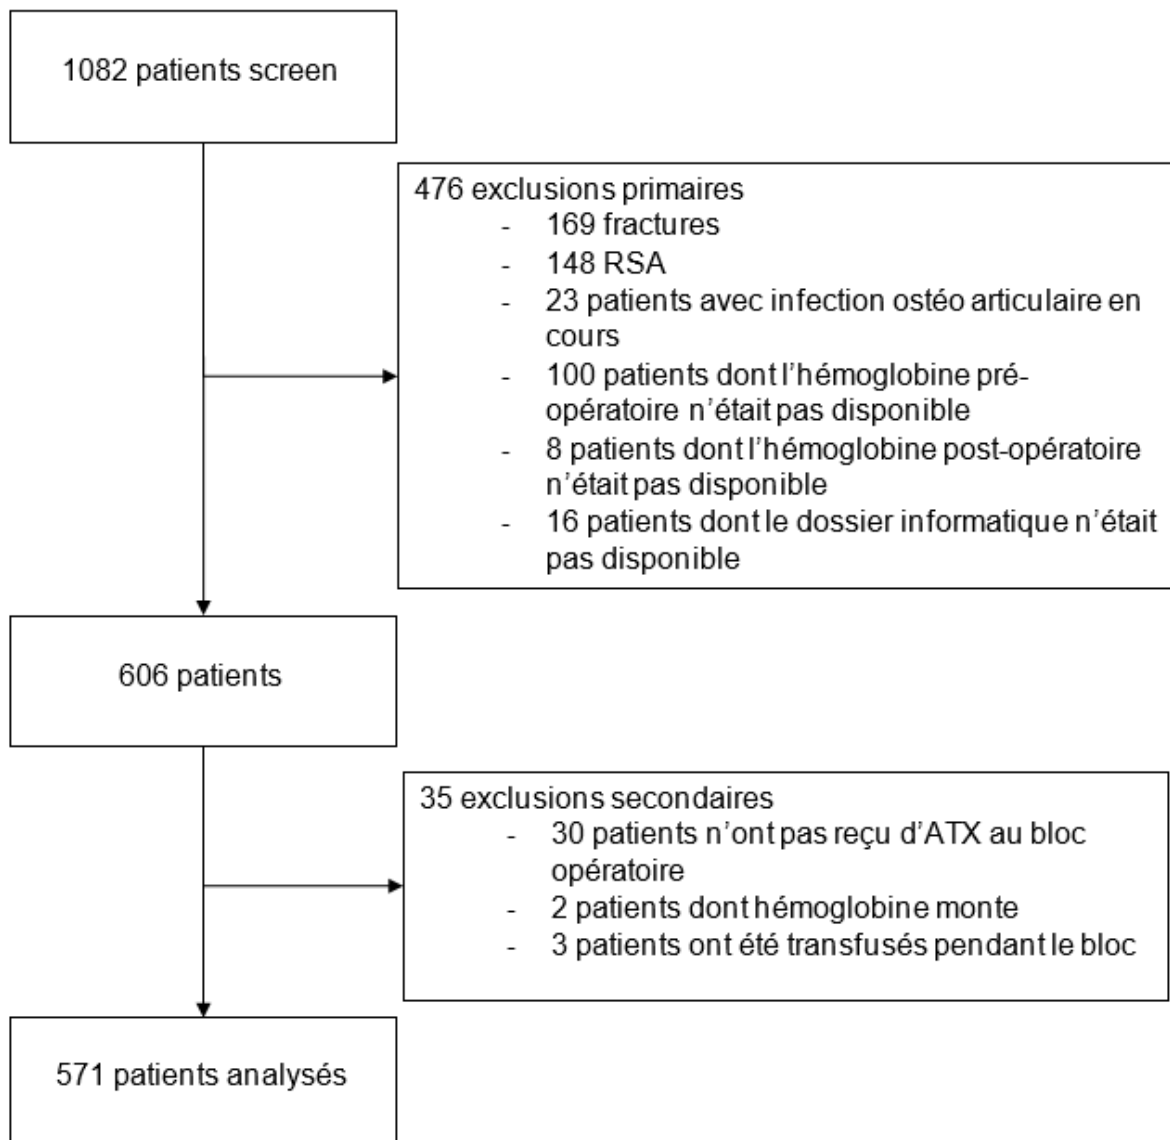 1082 patients screen
476 exclusions primaires
- 169 fractures
- 148 RSA
- 23 patients avec infection ostéo articulaire en
cours
- 100 patients dont l'hémoglobine pré-
opératoire n'était pas disponible
- 8 patients dont l'hémoglobine post-opératoire
n'était pas disponible
- 16 patients dont le dossier informatique n'était
pas disponible
606 patients
35 exclusions secondaires
- 30 patients n'ont pas reçu d'ATX au bloc
opératoire
- 2 patients dont hémoglobine monte
- 3 patients ont été transfusés pendant le bloc
571 patients analysés